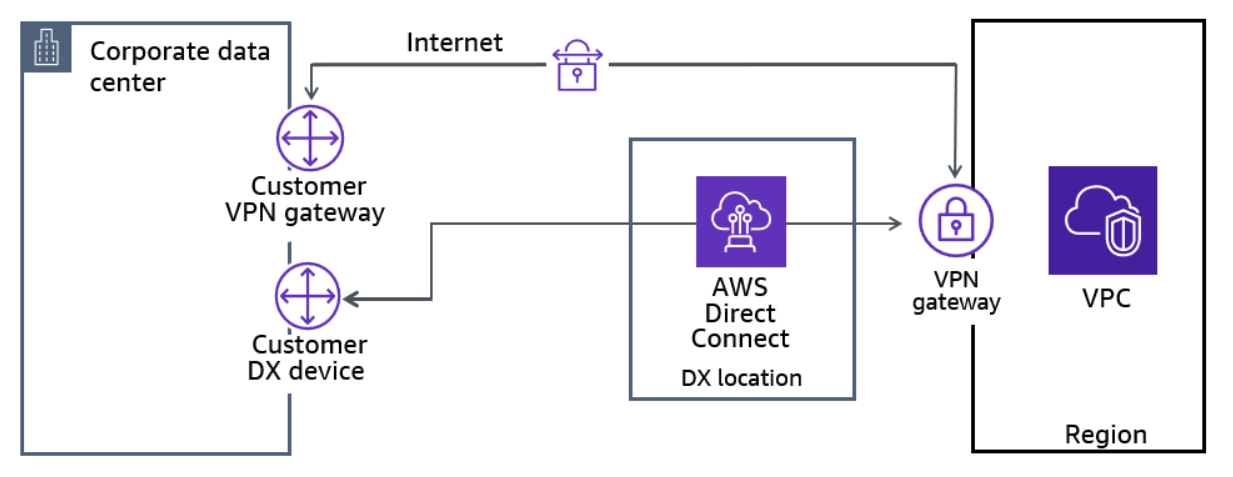 Corporate data
center
Internet
Customer
VPN gateway
Customer
DX device
AWS
Direct
Connect
DX location
VPN
gateway
VPC
Region